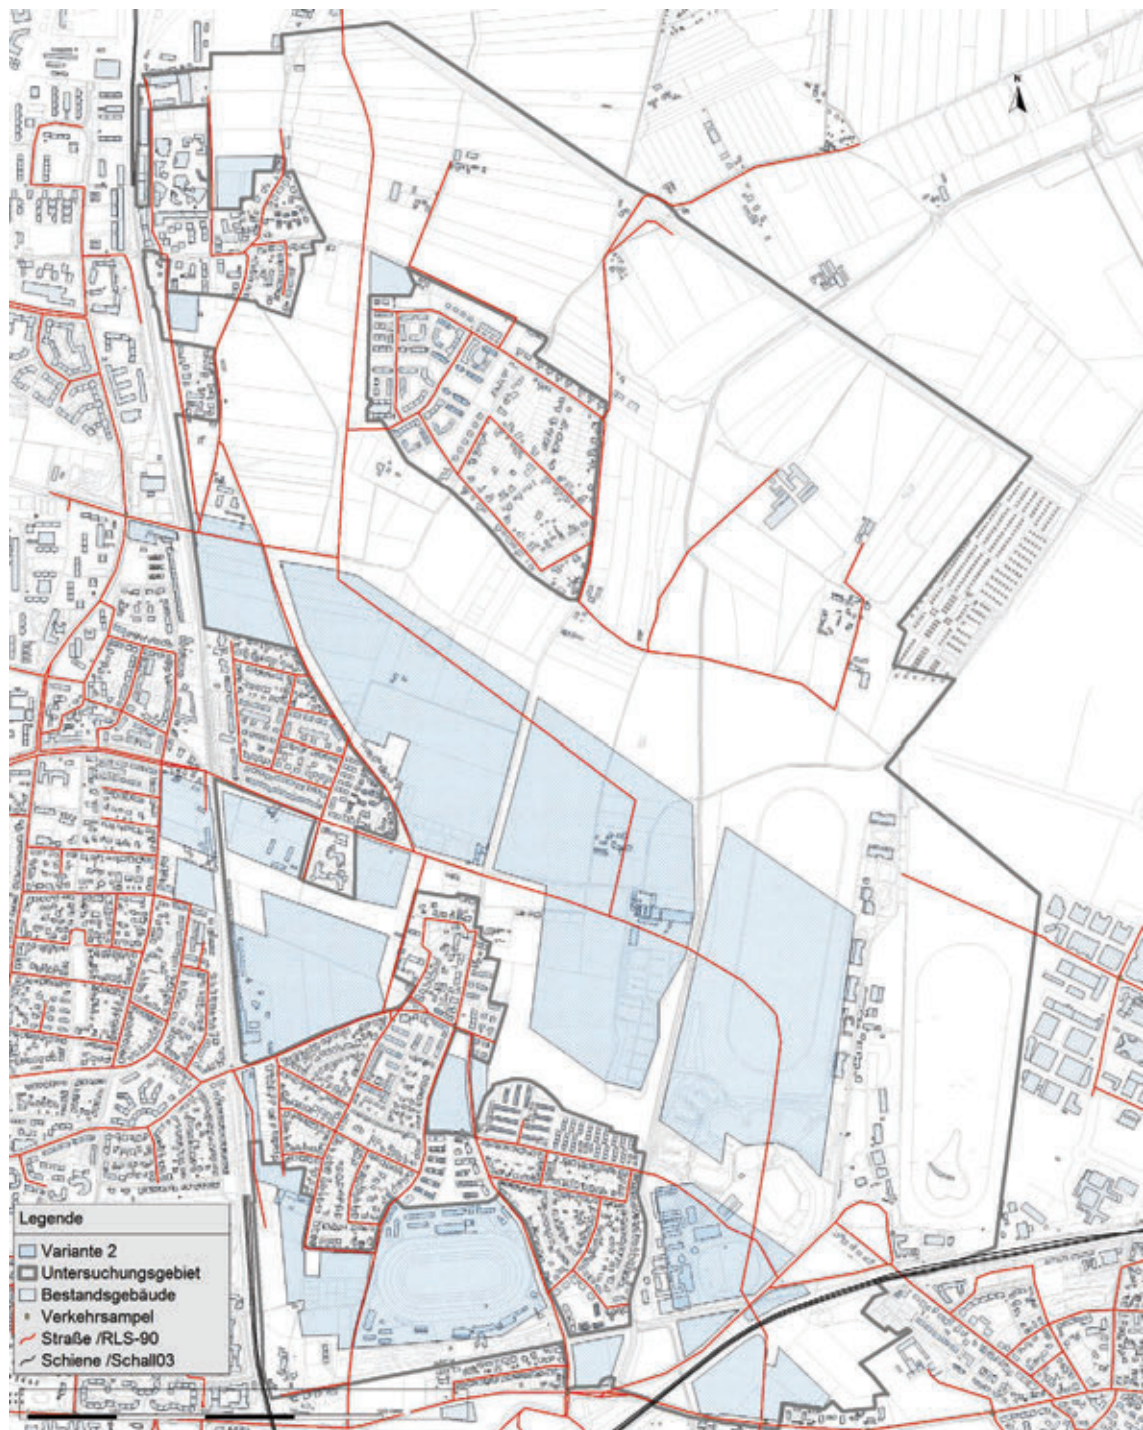 N
Legende
Variante 2
Untersuchungsgebiet
Bestandsgebäude
Verkehrsampel
Straße /RLS-90
Schiene /Schall03